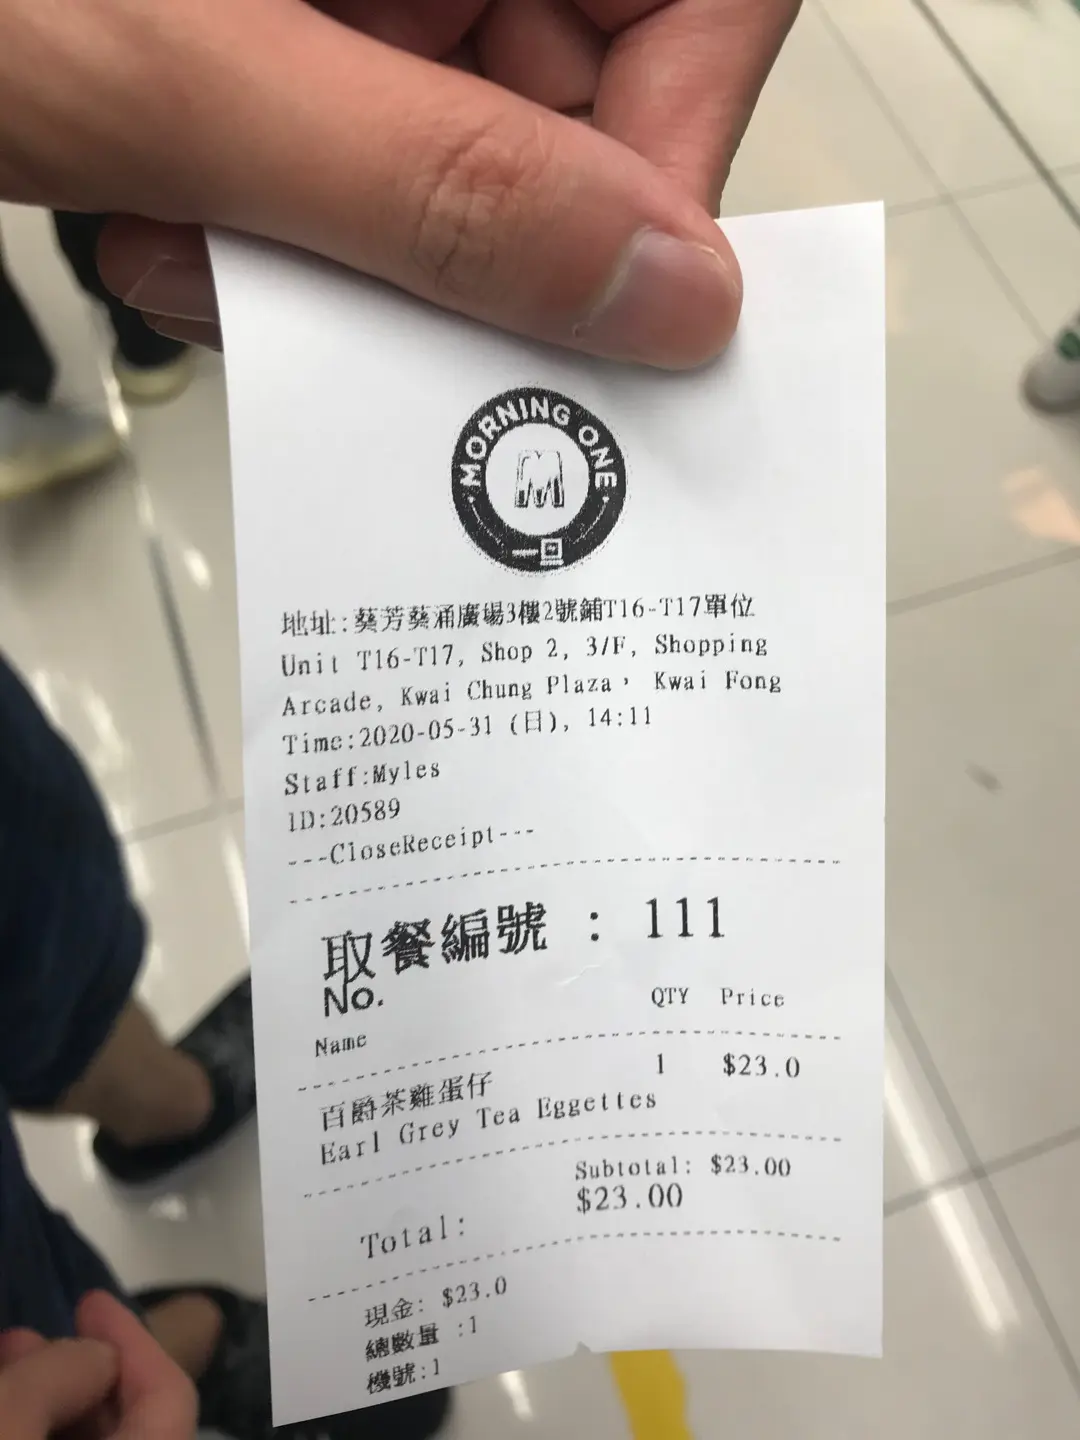 MORNING ONE
M
一旦
地址:葵芳葵涌廣場3樓2號鋪T16-T17單位
Unit T16-T17, Shop 2, 3/F, Shopping
Arcade, Kwai Chung Plaza， Kwai Fong
Time:2020-05-31 (日), 14:11
Staff:Myles
ID:20589
---CloseReceipt---
取餐編號 : 111
No.
Name QTY Price
百爵茶雞蛋仔 1 $23.0
Earl Grey Tea Eggettes
Subtotal: $23.00
Total: $23.00
現金: $23.0
總數量 :1
機號:1